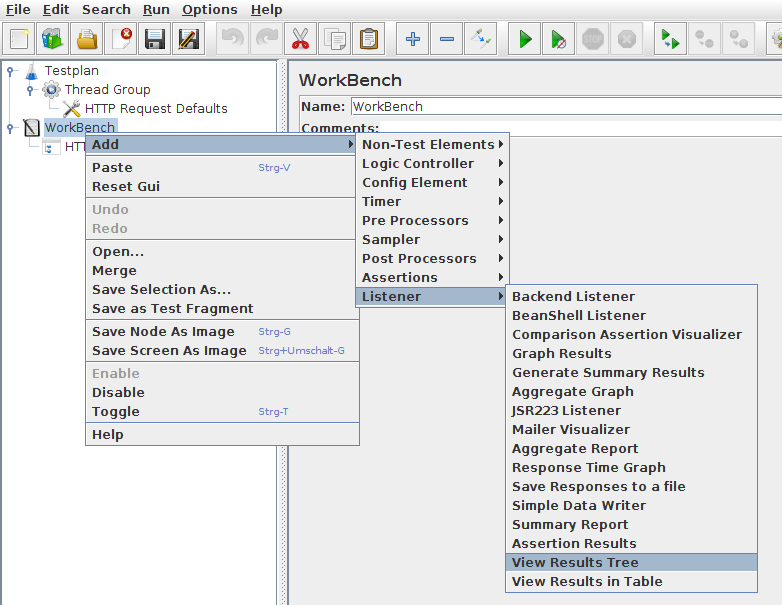 File Edit Search Run Options Help
Testplan
Thread Group
HTTP Request Defaults
WorkBench
HT
WorkBench
Name: WorkBench
Comments:
Add
Paste Strg-V
Reset Gui
Undo
Redo
Open...
Merge
Save Selection As...
Save as Test Fragment
Save Node As Image Strg-G
Save Screen As Image Strg+Umschalt-G
Enable
Disable
Toggle Strg-T
Help
Non-Test Elements
Logic Controller
Config Element
Timer
Pre Processors
Sampler
Post Processors
Assertions
Listener
Backend Listener
BeanShell Listener
Comparison Assertion Visualizer
Graph Results
Generate Summary Results
Aggregate Graph
JSR223 Listener
Mailer Visualizer
Aggregate Report
Response Time Graph
Save Responses to a file
Simple Data Writer
Summary Report
Assertion Results
View Results Tree
View Results in Table